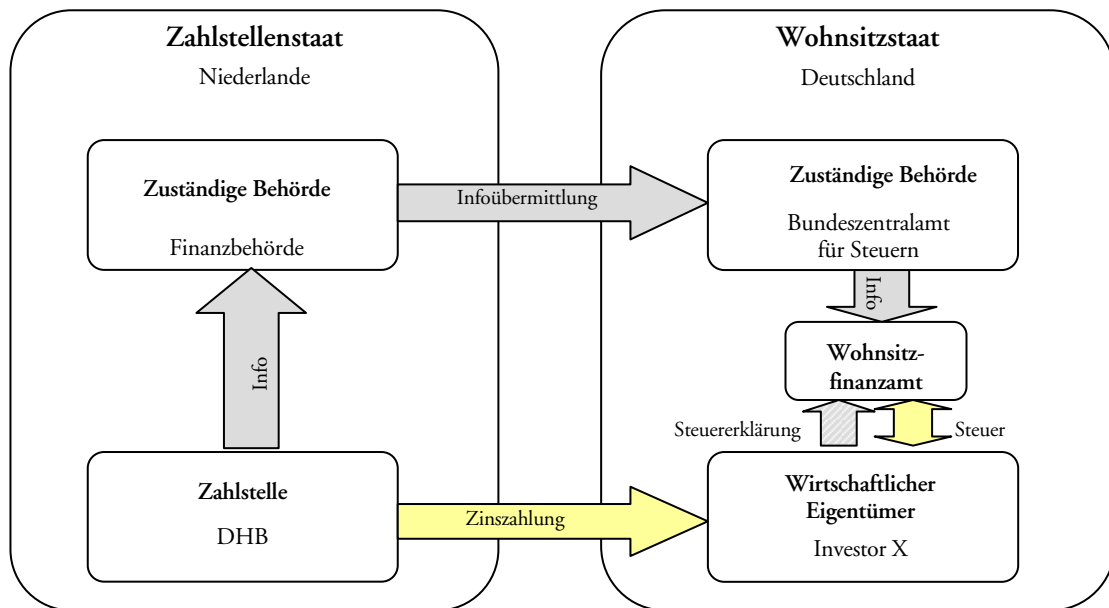 Zahlstellenstaat
Niederlande
Zuständige Behörde
Finanzbehörde
Info
Zahlstelle
DHB
Infoübermittlung
Zinszahlung
Wohnsitzstaat
Deutschland
Zuständige Behörde
Bundeszentralamt
für Steuern
Info
Wohnsitz-
finanzamt
Steuererklärung
Steuer
Wirtschaftlicher
Eigentümer
Investor X